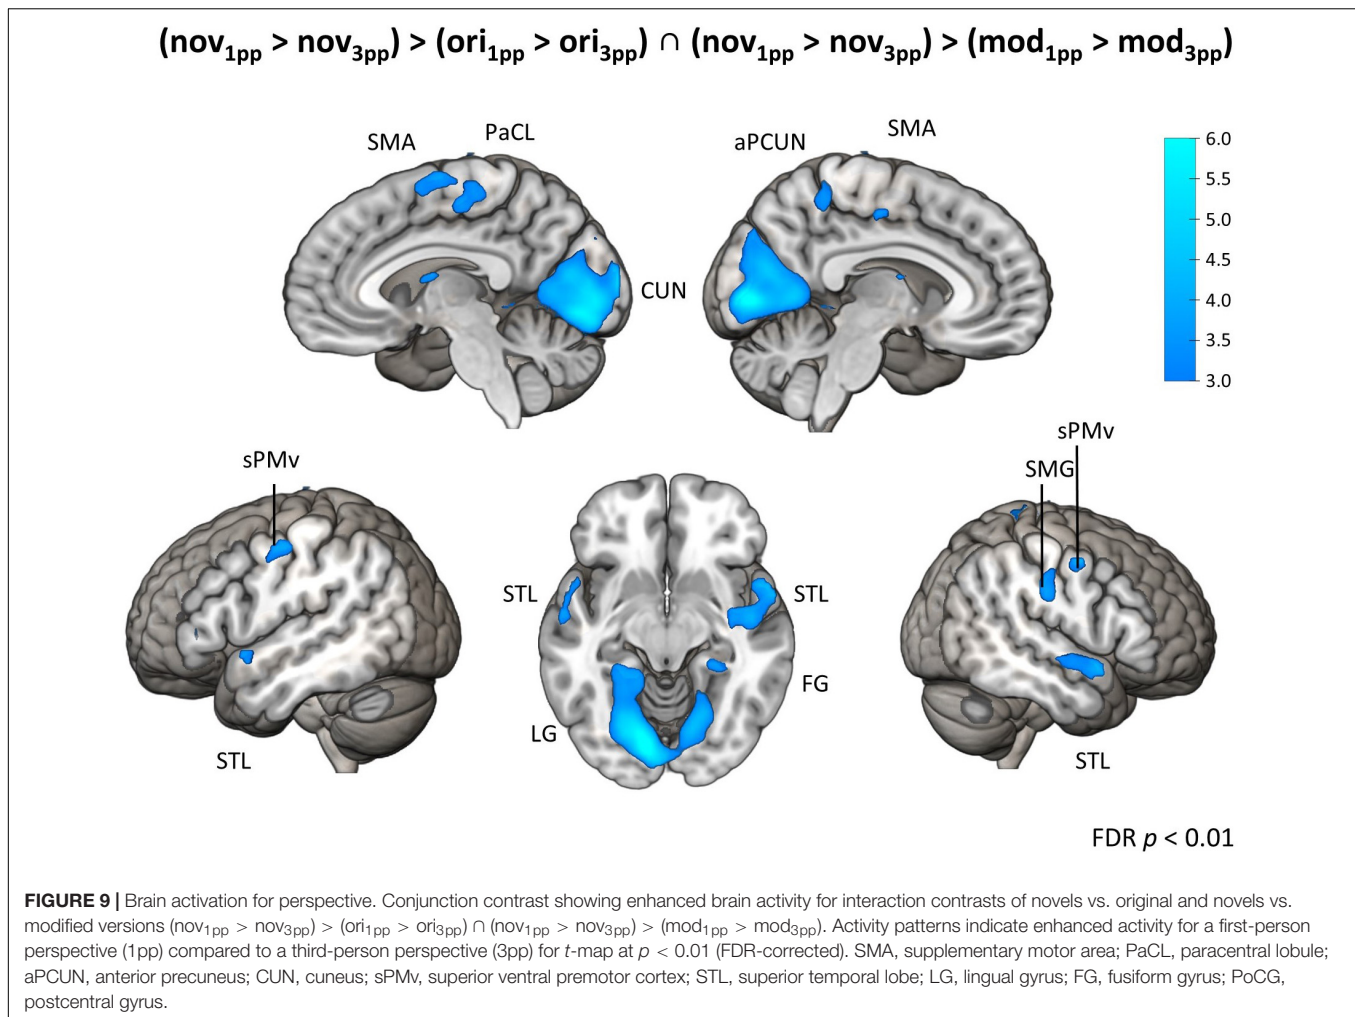 (nov1pp > nov3pp) > (ori1pp > ori3pp) ∩ (nov1pp > nov3pp) > (mod1pp > mod3pp)
SMA
PaCL
aPCUN
SMA
6.0
5.5
5.0
4.5
4.0
3.5
3.0
CUN
sPMv
sPMv
SMG
STL
STL
FG
LG
STL
STL
FDR p < 0.01
FIGURE 9 | Brain activation for perspective. Conjunction contrast showing enhanced brain activity for interaction contrasts of novels vs. original and novels vs.
modified versions (nov1pp > nov3pp) > (ori1pp > ori3pp) ∩ (nov1pp > nov3pp) > (mod1pp > mod3pp). Activity patterns indicate enhanced activity for a first-person
perspective (1pp) compared to a third-person perspective (3pp) for t-map at p < 0.01 (FDR-corrected). SMA, supplementary motor area; PaCL, paracentral lobule;
aPCUN, anterior precuneus; CUN, cuneus; sPMv, superior ventral premotor cortex; STL, superior temporal lobe; LG, lingual gyrus; FG, fusiform gyrus; PoCG,
postcentral gyrus.